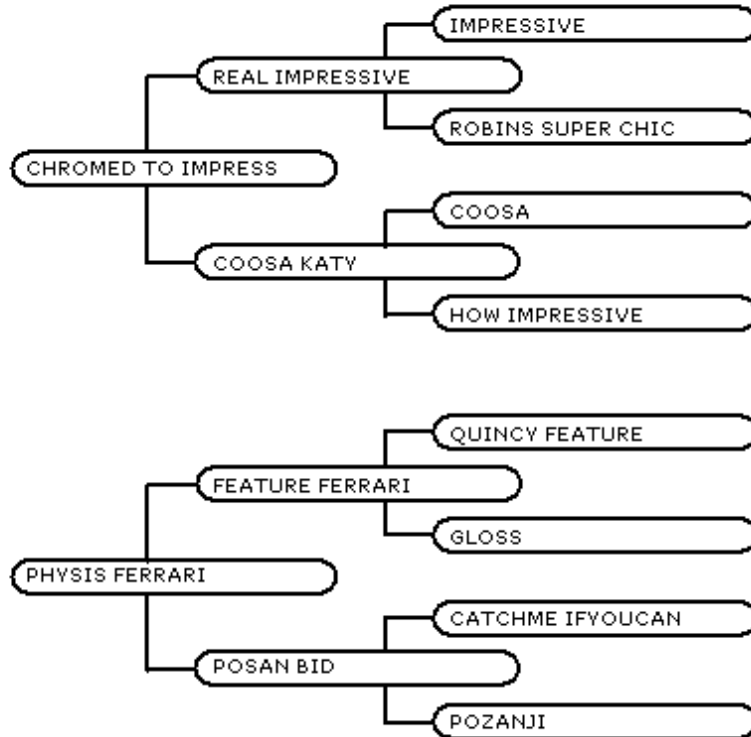 IMPRESSIVE
REAL IMPRESSIVE
ROBINS SUPER CHIC
CHROMED TO IMPRESS
COOSA
COOSA KATY
HOW IMPRESSIVE
QUINCY FEATURE
FEATURE FERRARI
GLOSS
PHYSIS FERRARI
CATCHME IFYOUCAN
POSAN BID
POZANJI